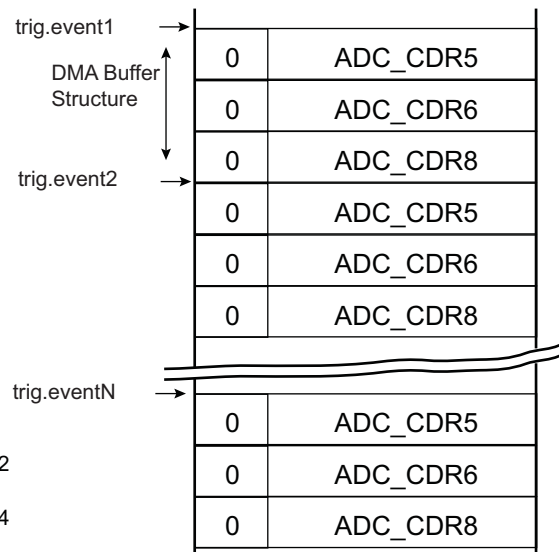 trig.event1
0 ADC_CDR5
DMA Buffer
Structure
0 ADC_CDR6
0 ADC_CDR8
trig.event2
0 ADC_CDR5
0 ADC_CDR6
0 ADC_CDR8
trig.eventN
0 ADC_CDR5
2
0 ADC_CDR6
4
0 ADC_CDR8